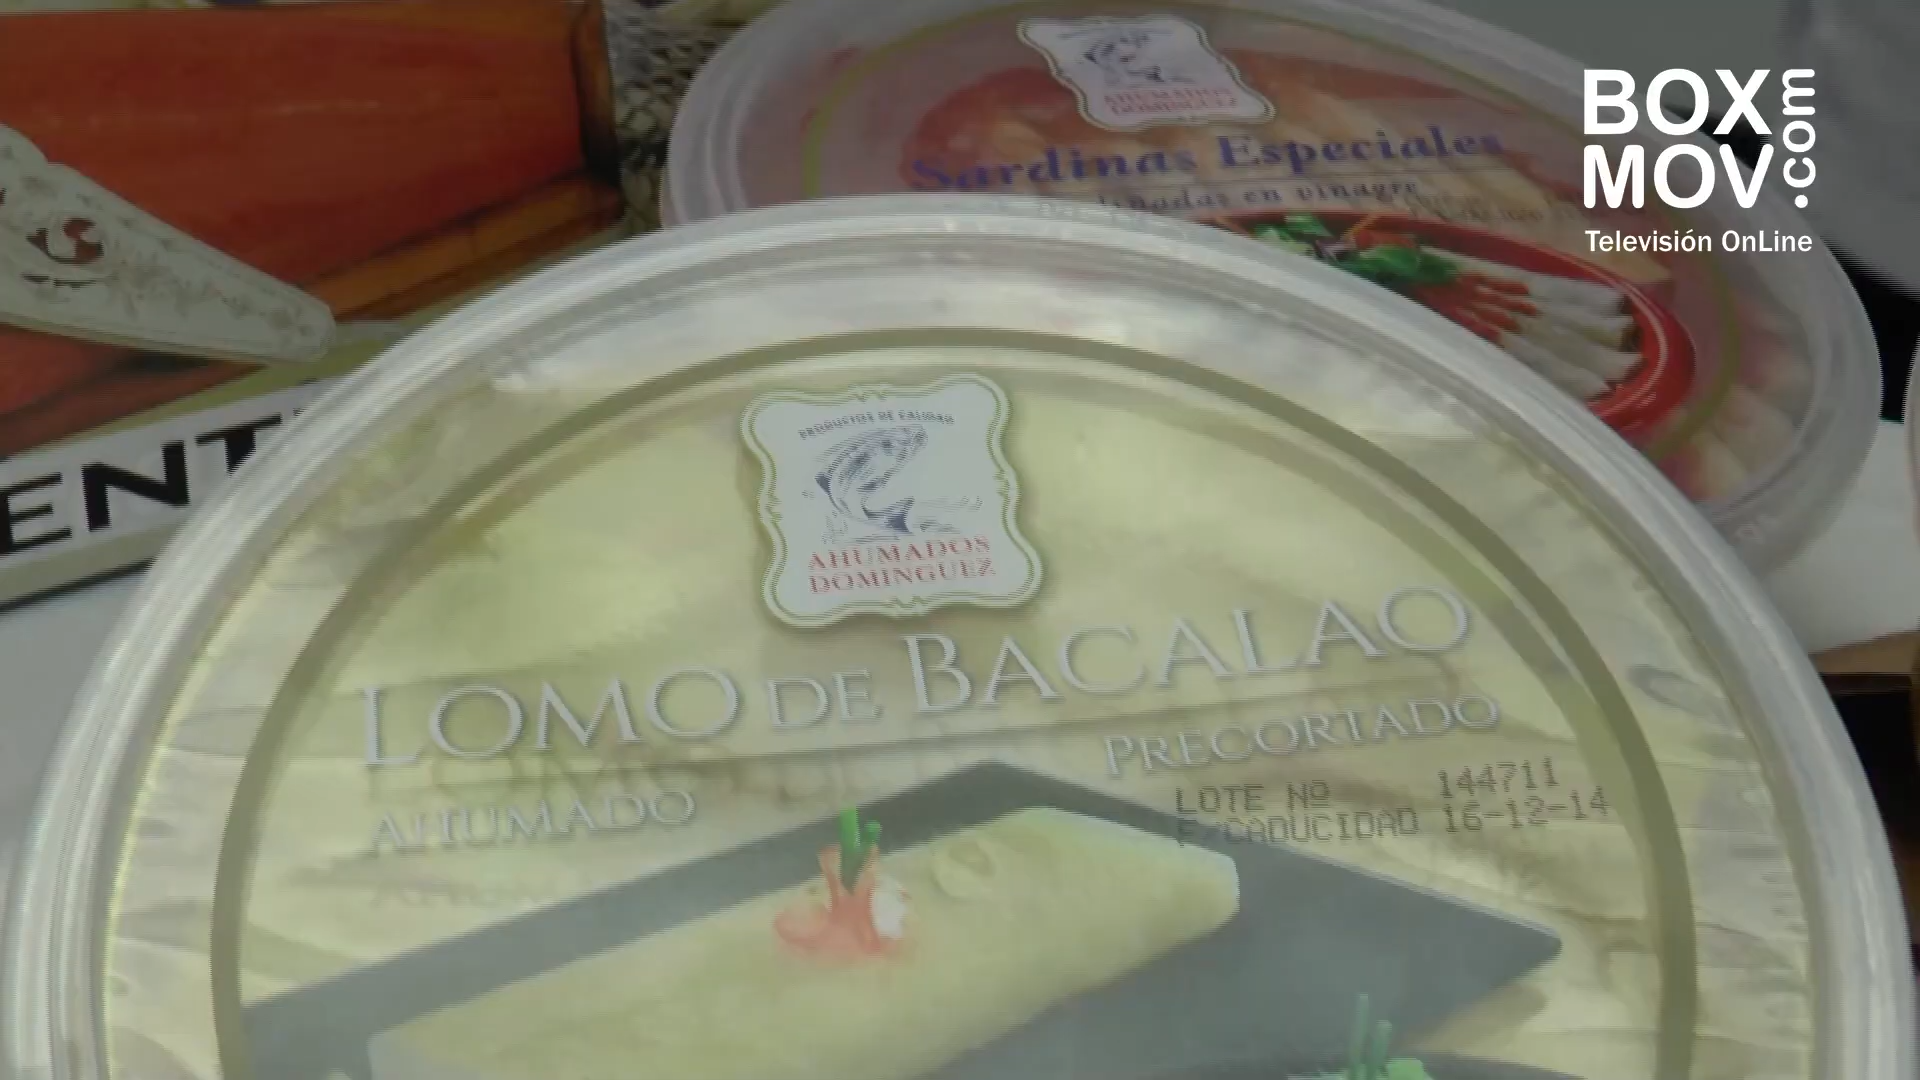 BOX
MOV.com
Televisión OnLine
AHUMADOS
DOMINGUEZ
Sardinas Especiales
en vinagre
ENT
PRODUCTOS DE CALIDAD
AHUMADOS
DOMINGUEZ
LOMO DE BACALAO
AHUMADO
PRECORTADO
LOTE Nº 144711
F/CADUCIDAD 16-12-14